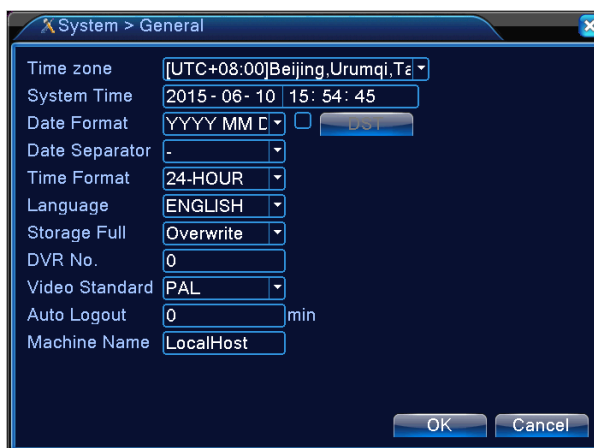 System > General
Time zone [UTC+08:00]Beijing,Urumqi,Ta
System Time 2015-06-10 15:54:45
Date Format YYYY MM D DST
Date Separator -
Time Format 24-HOUR
Language ENGLISH
Storage Full Overwrite
DVR No. 0
Video Standard PAL
Auto Logout 0 min
Machine Name LocalHost
OK Cancel